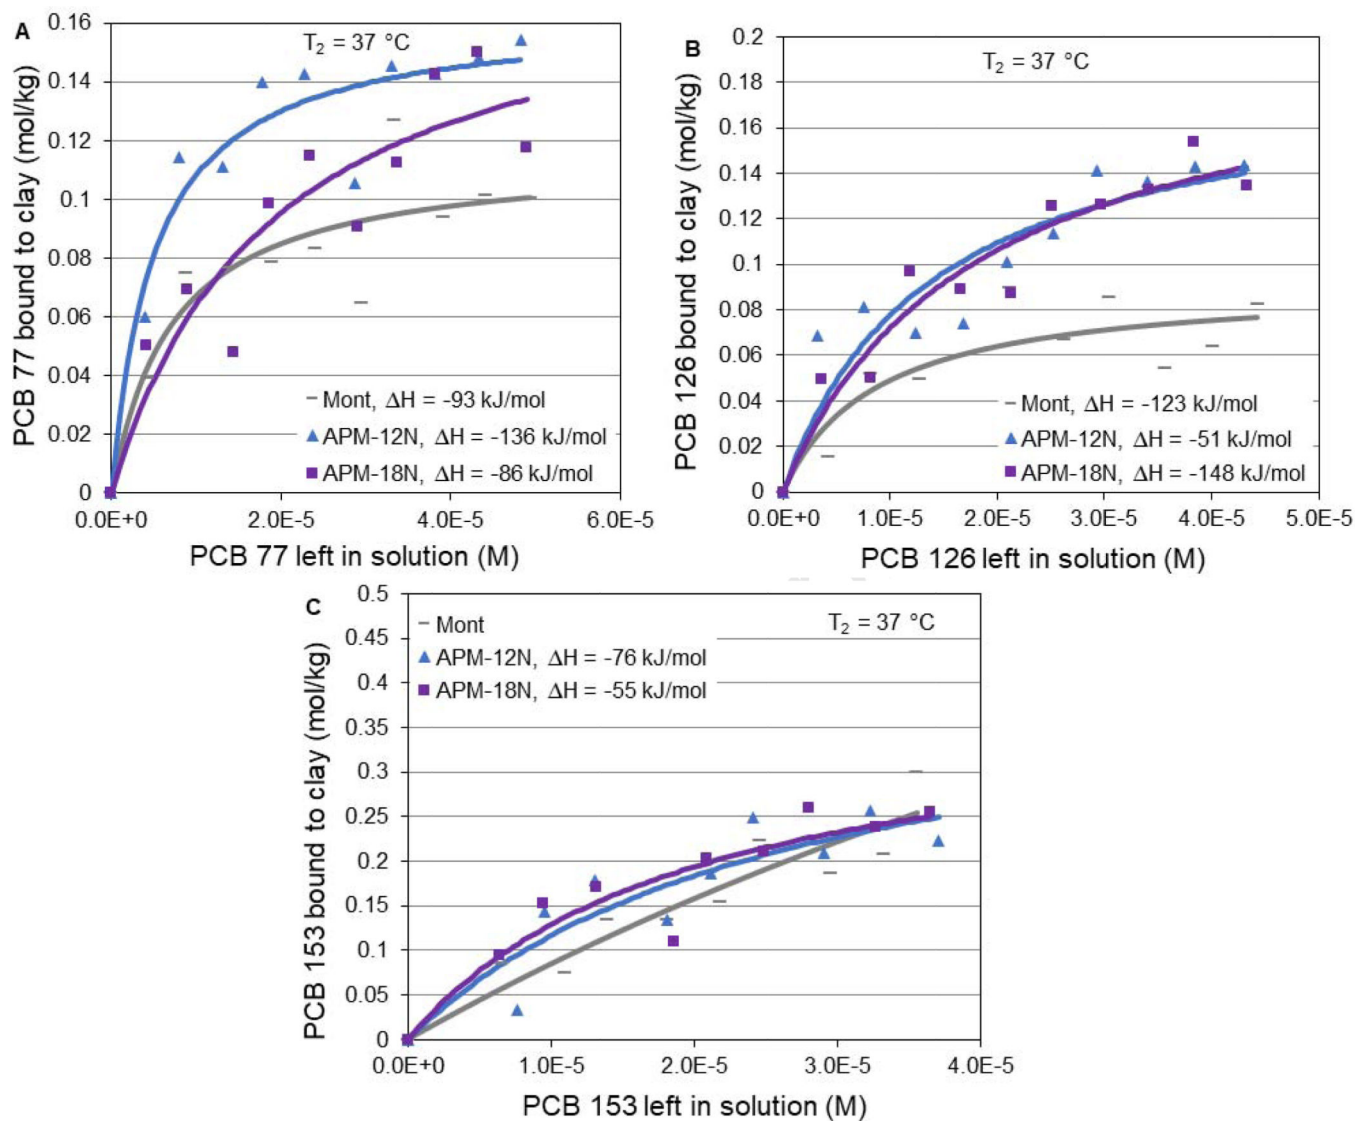 A
T₂ = 37 °C
PCB 77 bound to clay (mol/kg)
0.16
0.14
0.12
0.1
0.08
0.06
0.04
0.02
0
Mont, ΔH = -93 kJ/mol
APM-12N, ΔH = -136 kJ/mol
APM-18N, ΔH = -86 kJ/mol
0.0E+0 2.0E-5 4.0E-5 6.0E-5
PCB 77 left in solution (M)
B
T₂ = 37 °C
PCB 126 bound to clay (mol/kg)
0.2
0.18
0.16
0.14
0.12
0.1
0.08
0.06
0.04
0.02
0
Mont, ΔH = -123 kJ/mol
APM-12N, ΔH = -51 kJ/mol
APM-18N, ΔH = -148 kJ/mol
0.0E+0 1.0E-5 2.0E-5 3.0E-5 4.0E-5 5.0E-5
PCB 126 left in solution (M)
C
T₂ = 37 °C
PCB 153 bound to clay (mol/kg)
0.5
0.45
0.4
0.35
0.3
0.25
0.2
0.15
0.1
0.05
0
Mont
APM-12N, ΔH = -76 kJ/mol
APM-18N, ΔH = -55 kJ/mol
0.0E+0 1.0E-5 2.0E-5 3.0E-5 4.0E-5
PCB 153 left in solution (M)